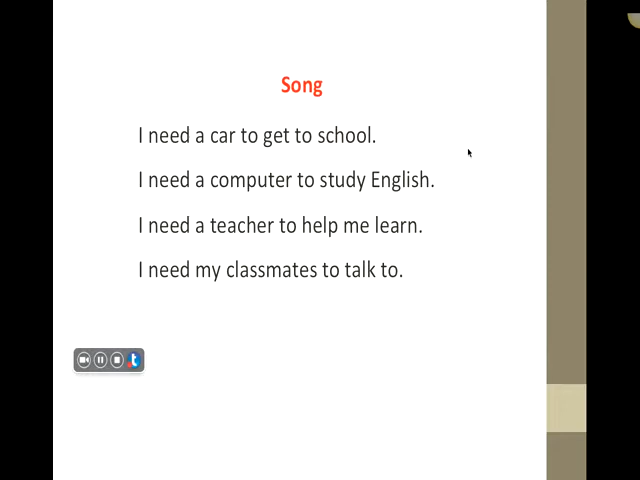 Song
I need a car to get to school.
I need a computer to study English.
I need a teacher to help me learn.
I need my classmates to talk to.